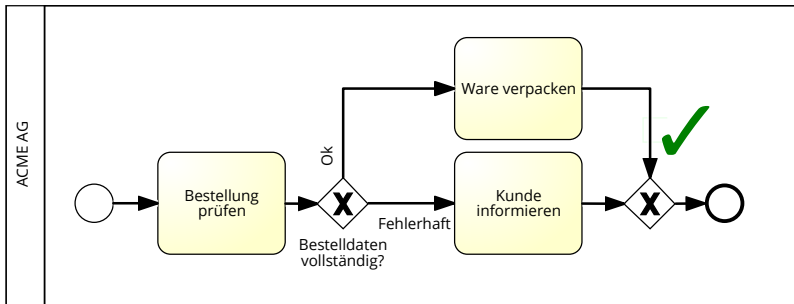 ACME AG
Bestellung
prüfen
Bestelldaten
vollständig?
Ok
Fehlerhaft
Ware verpacken
Kunde
informieren